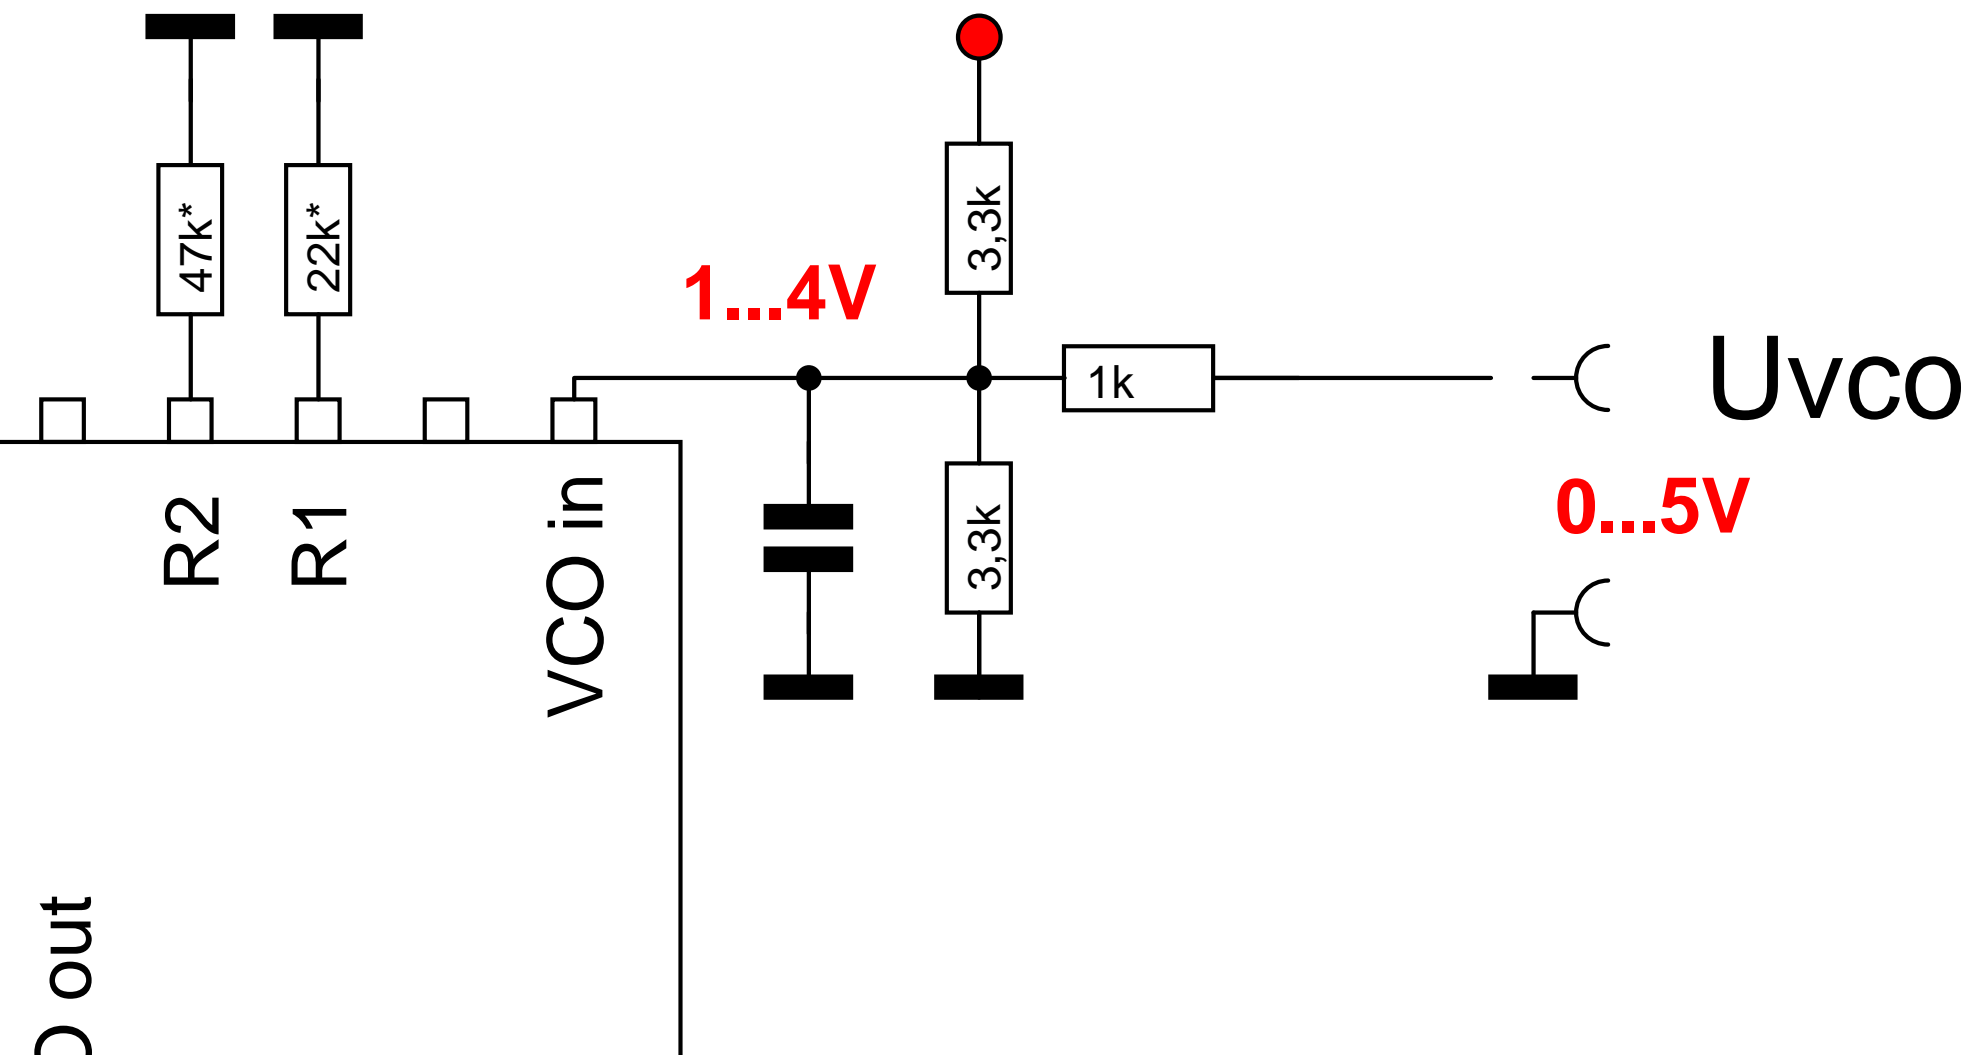 47k*
22k*
3,3k
1...4V
1k
Uvco
3,3k
0...5V
R2
R1
VCO in
out